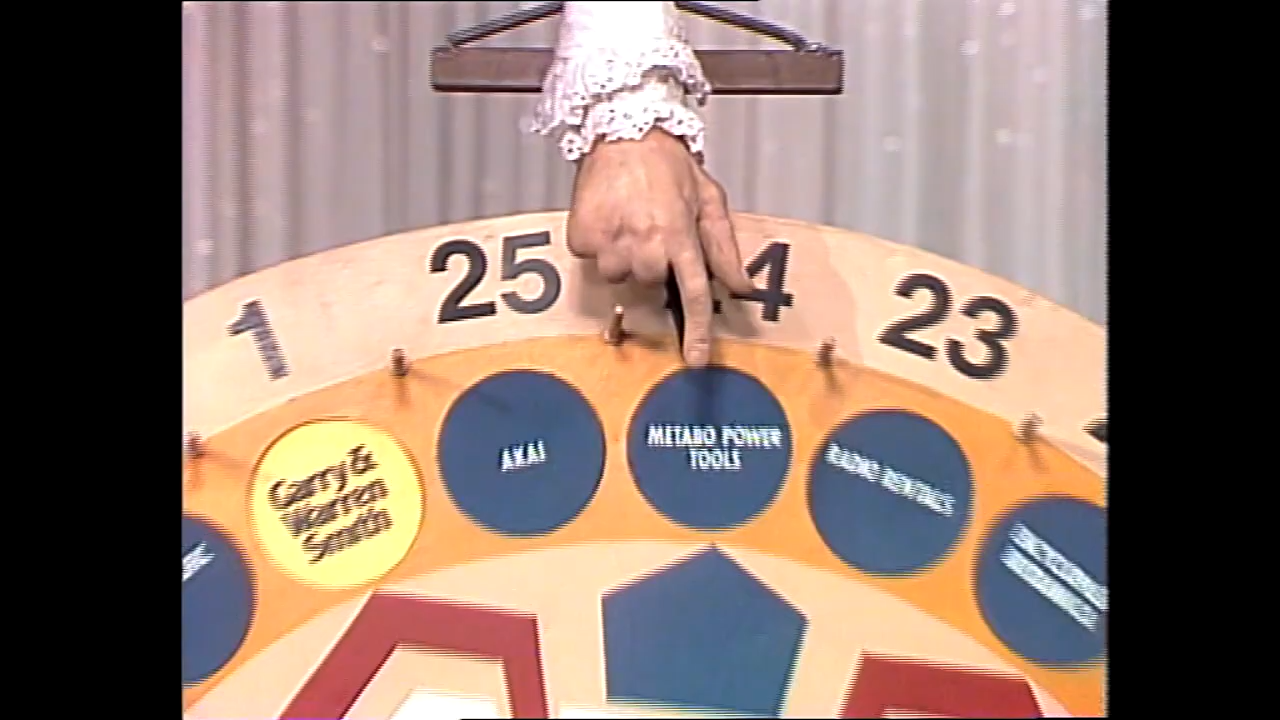 1
25
24
23
Garry &
Warren
Smith
AKAI
METABO POWER
TOOLS
RADIO RENTALS